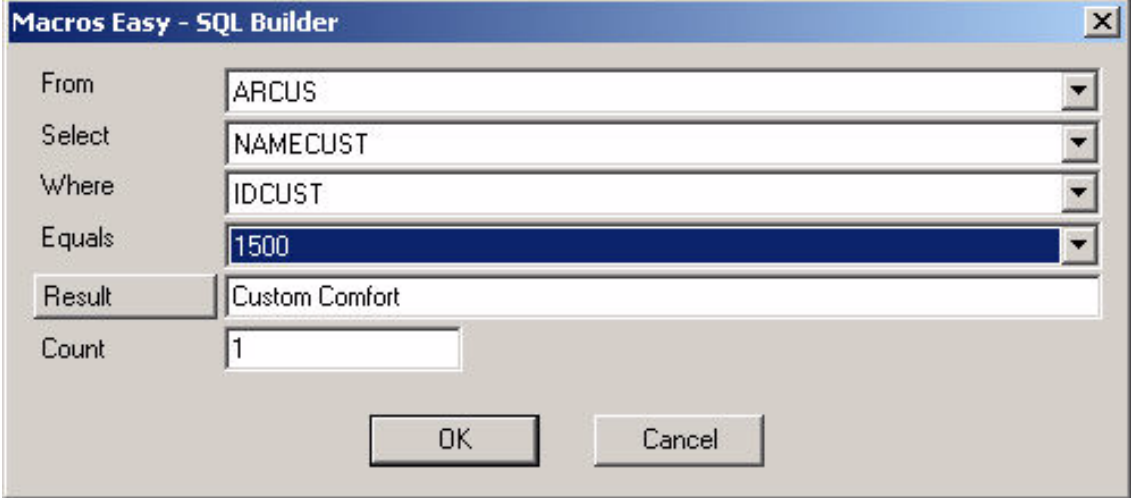 Macros Easy - SQL Builder
From ARCUS
Select NAMECUST
Where IDCUST
Equals 1500
Result Custom Comfort
Count 1
OK Cancel